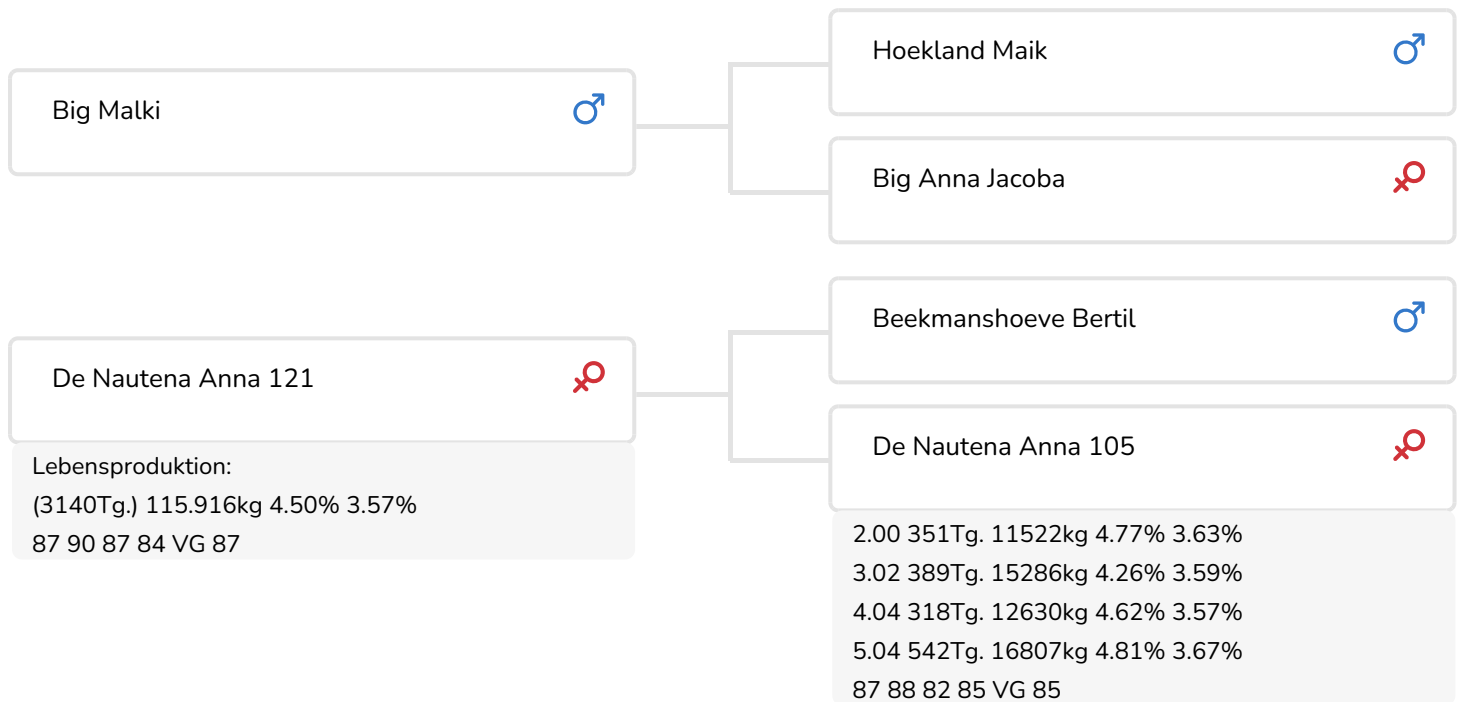 Big Malki
Hoekland Maik
Big Anna Jacoba
De Nautena Anna 121
Lebensproduktion:
(3140Tg.) 115.916kg 4.50% 3.57%
87 90 87 84 VG 87
Beekmanshoeve Bertil
De Nautena Anna 105
2.00 351Tg. 11522kg 4.77% 3.63%
3.02 389Tg. 15286kg 4.26% 3.59%
4.04 318Tg. 12630kg 4.62% 3.57%
5.04 542Tg. 16807kg 4.81% 3.67%
87 88 82 85 VG 85